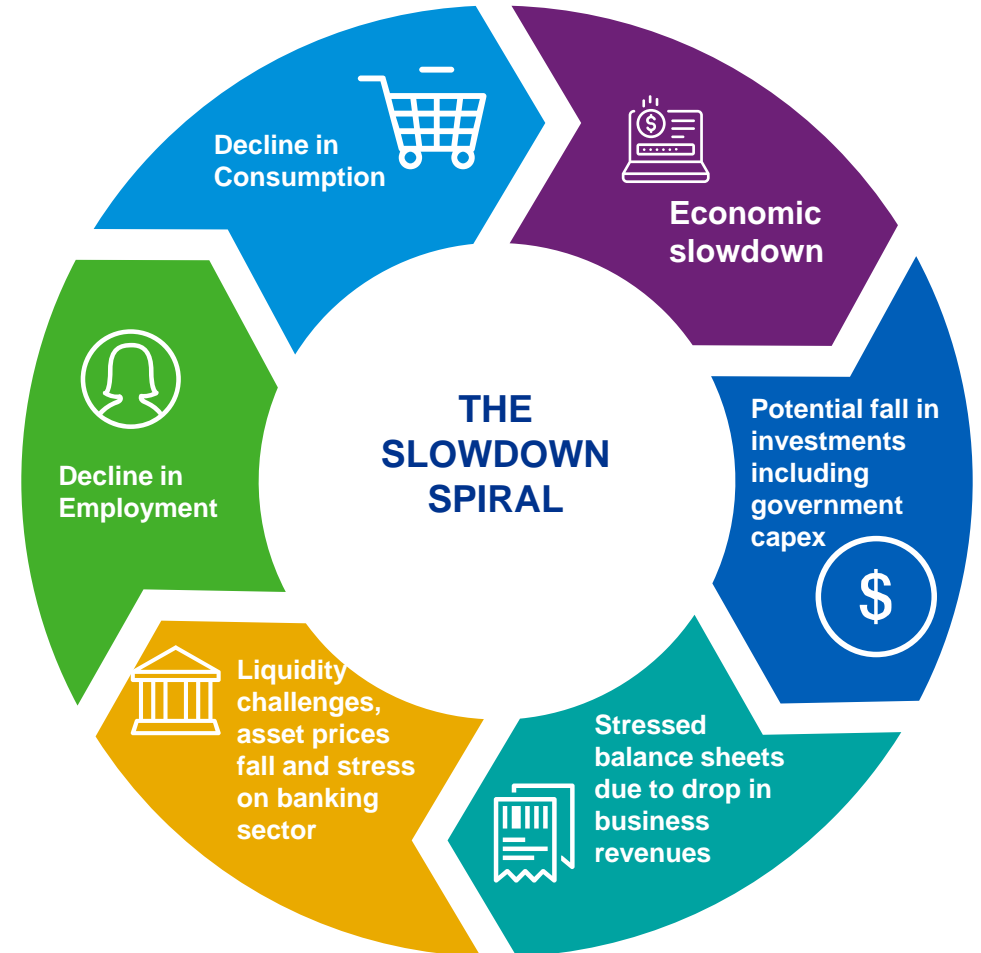 THE
SLOWDOWN
SPIRAL
Economic
slowdown
Potential fall in
investments
including
government
capex
$
Stressed
balance sheets
due to drop in
business
revenues
Liquidity
challenges,
asset prices
fall and stress
on banking
sector
Decline in
Employment
Decline in
Consumption
$